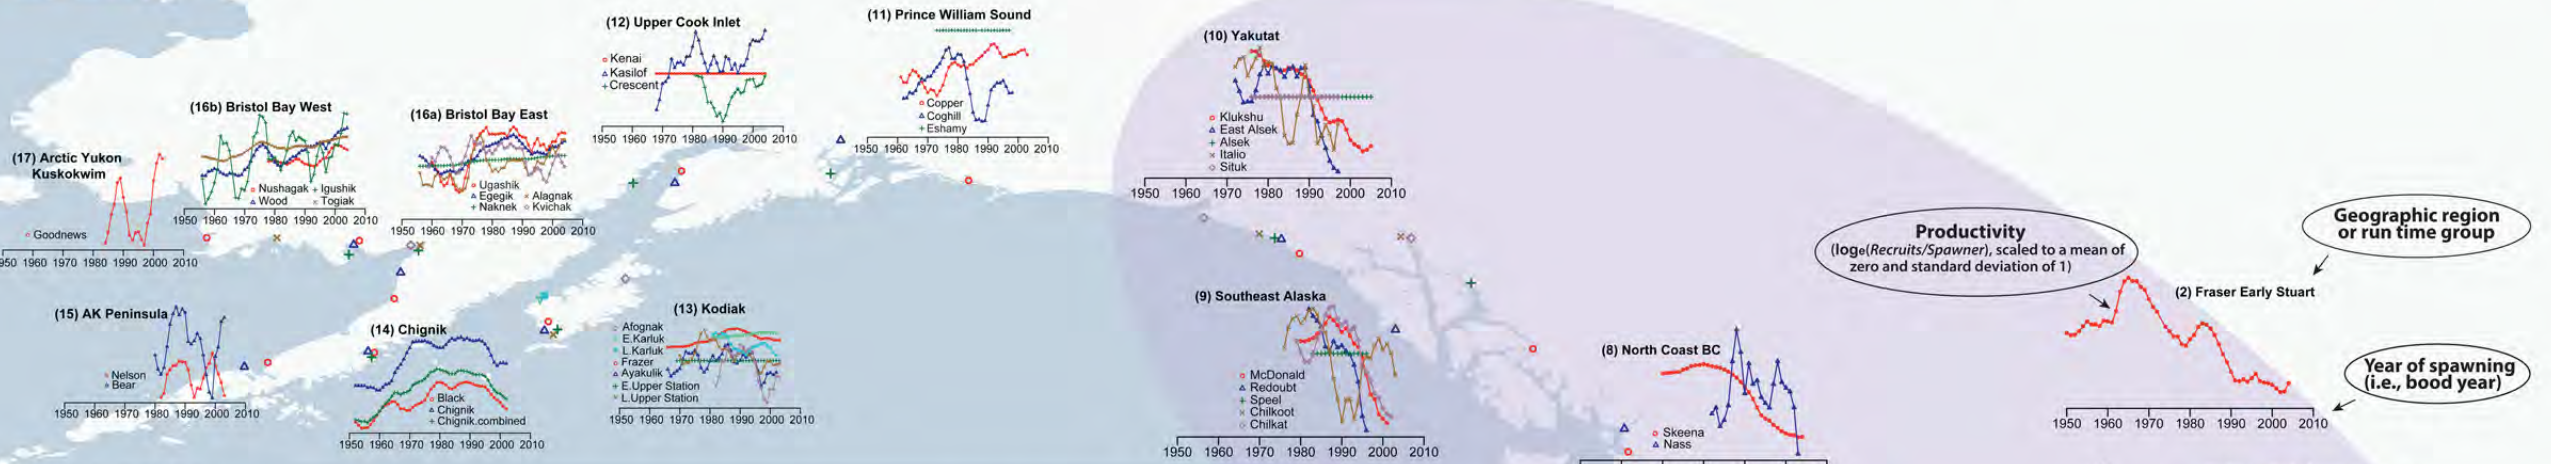 (17) Arctic Yukon
Kuskokwim
Goodnews
950 1960 1970 1980 1990 2000 2010
(16b) Bristol Bay West
Nushagak Igushik
Wood Togiak
1950 1960 1970 1980 1990 2000 2010
(16a) Bristol Bay East
Ugashik
Egegik Alagnak
Naknek Kvichak
1950 1960 1970 1980 1990 2000 2010
(12) Upper Cook Inlet
Kenai
Kasilof
Crescent
1950 1960 1970 1980 1990 2000 2010
(11) Prince William Sound
Copper
Coghill
Eshamy
1950 1960 1970 1980 1990 2000 2010
(10) Yakutat
Klukshu
East Alsek
Alsek
Italio
Situk
1950 1960 1970 1980 1990 2000 2010
(15) AK Peninsula
Nelson
Bear
1950 1960 1970 1980 1990 2000 2010
(14) Chignik
Black
Chignik
Chignik.combined
1950 1960 1970 1980 1990 2000 2010
(13) Kodiak
Afognak
E.Karluk
L.Karluk
Frazer
Ayakulik
E.Upper Station
L.Upper Station
1950 1960 1970 1980 1990 2000 2010
(9) Southeast Alaska
McDonald
Redoubt
Speel
Chilkoot
Chilkat
1950 1960 1970 1980 1990 2000 2010
(8) North Coast BC
Skeena
Nass
Productivity
(loge(Recruits/Spawner), scaled to a mean of
zero and standard deviation of 1)
Geographic region
or run time group
(2) Fraser Early Stuart
Year of spawning
(i.e., bood year)
1950 1960 1970 1980 1990 2000 2010